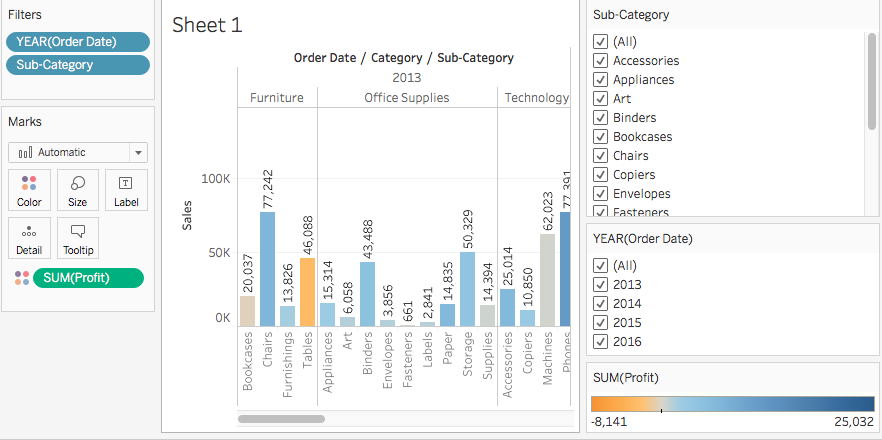 Filters
YEAR(Order Date)
Sub-Category
Marks
Automatic
Color
Size
Label
Detail
Tooltip
SUM(Profit)
Sheet 1
Order Date / Category / Sub-Category
2013
Furniture
Office Supplies
Technology
Sales
100K
50K
0K
20,037
77,242
13,826
46,088
15,314
6,058
43,488
3,856
661
2,841
14,835
50,329
14,394
25,014
10,850
62,023
77,391
Bookcases
Chairs
Furnishings
Tables
Appliances
Art
Binders
Envelopes
Fasteners
Labels
Paper
Storage
Supplies
Accessories
Copiers
Machines
Phones
Sub-Category
(All)
Accessories
Appliances
Art
Binders
Bookcases
Chairs
Copiers
Envelopes
Fasteners
YEAR(Order Date)
(All)
2013
2014
2015
2016
SUM(Profit)
-8,141 25,032